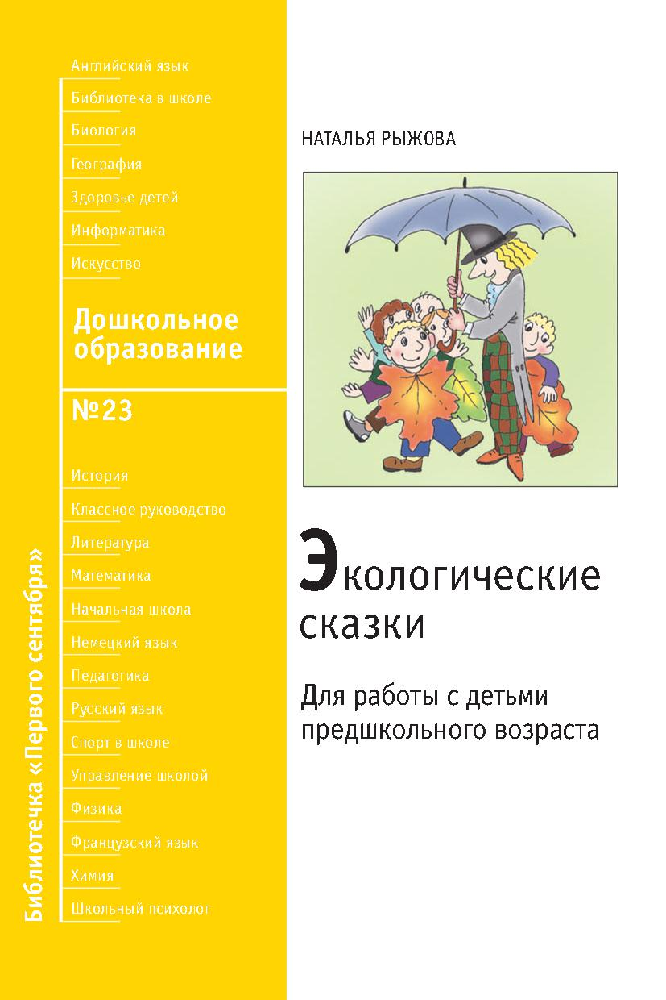 Английский язык
Библиотека в школе
Биология
География
Здоровье детей
Информатика
Искусство
Дошкольное
образование
№23
История
Классное руководство
Литература
Математика
Начальная школа
Немецкий язык
Педагогика
Русский язык
Спорт в школе
Управление школой
Физика
Французский язык
Химия
Школьный психолог
Библиотечка «Первого сентября»
НАТАЛЬЯ РЫЖОВА
Экологические
сказки
Для работы с детьми
предшкольного возраста